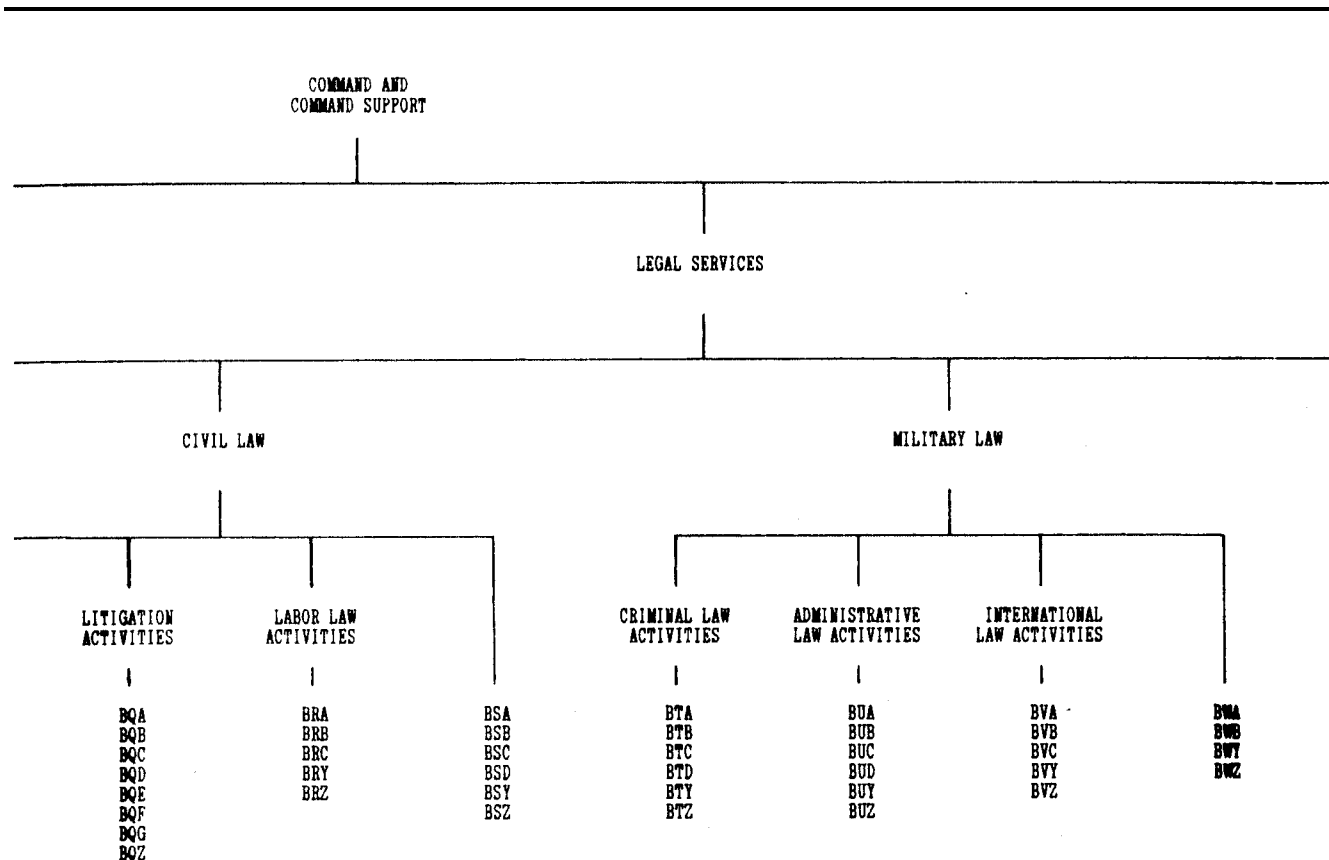 COMMAND AND
COMMAND SUPPORT
LEGAL SERVICES
CIVIL LAW
MILITARY LAW
LITIGATION
ACTIVITIES
LABOR LAW
ACTIVITIES
CRIMINAL LAW
ACTIVITIES
ADMINISTRATIVE
LAW ACTIVITIES
INTERNATIONAL
LAW ACTIVITIES
BQA
BQB
BQC
BQD
BQE
BQF
BQG
BQZ
BRA
BRB
BRC
BRY
BRZ
BSA
BSB
BSC
BSD
BSY
BSZ
BTA
BTB
BTC
BTD
BTY
BTZ
BUA
BUB
BUC
BUD
BUY
BUZ
BVA
BVB
BVC
BVY
BVZ
BWA
BWB
BWY
BWZ